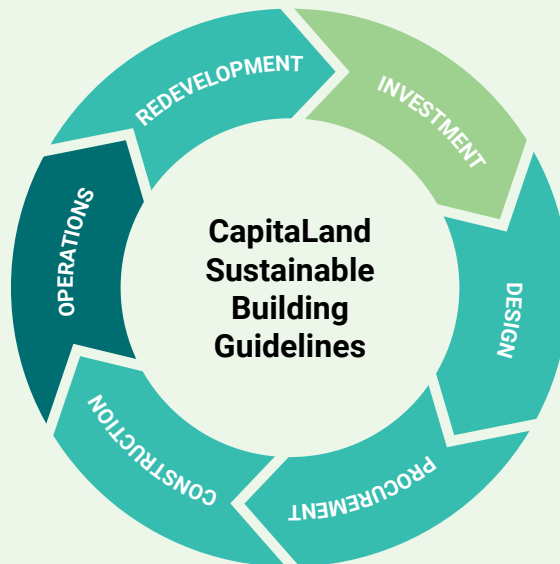 REDEVELOPMENT
INVESTMENT
OPERATIONS
CapitaLand
Sustainable
Building
Guidelines
DESIGN
CONSTRUCTION
PROCUREMENT